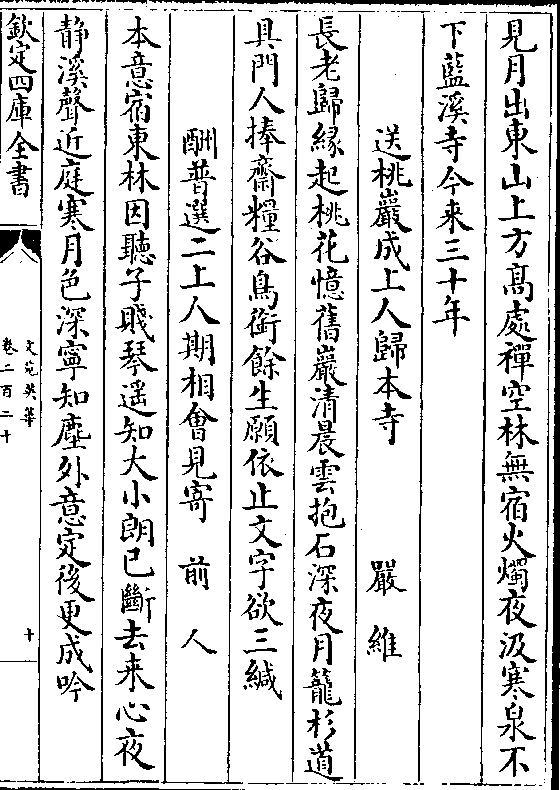 見月出東山上方髙處禪空林無宿火燭夜汲寒泉不
下藍溪寺今来三十年
送桃巖成上人歸本寺　嚴維
長老歸緣起桃花憶舊巖清晨雲抱石深夜月籠杉道
具門人捧齋糧谷鳥銜餘生願依止文字欲三緘
酬普選二上人期相會見寄　前人
本意宿東林因聽子賤琴遥知大小朗已斷去来心夜
静溪聲近庭寒月色深寧知塵外意定後更成吟
欽定四庫全書
文苑英華
卷二百二十
十